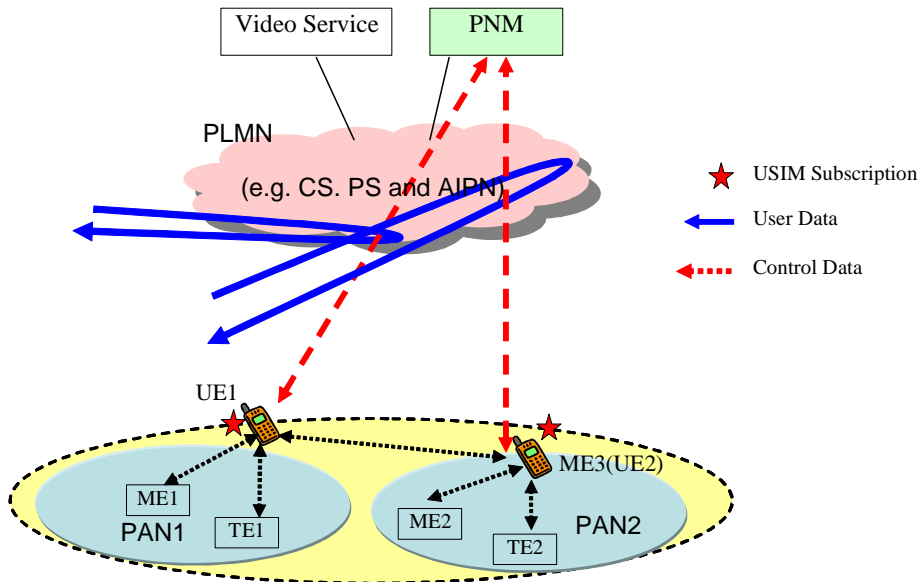 Video Service
PNM
PLMN
(e.g. CS. PS and AIPN)
USIM Subscription
User Data
Control Data
UE1
ME3(UE2)
ME1
TE1
PAN1
ME2
TE2
PAN2